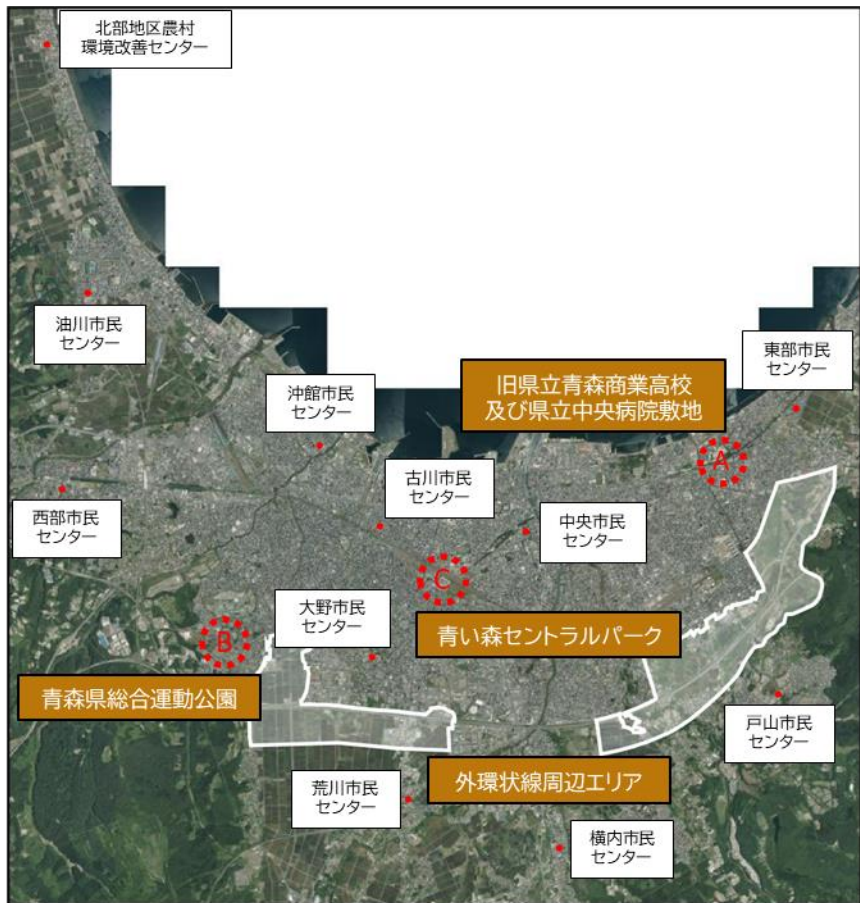 北部地区農村
環境改善センター
油川市民
センター
沖館市民
センター
旧県立青森商業高校
及び県立中央病院敷地
東部市民
センター
A
西部市民
センター
古川市民
センター
中央市民
センター
C
大野市民
センター
B
青い森セントラルパーク
青森県総合運動公園
戸山市民
センター
荒川市民
センター
外環状線周辺エリア
横内市民
センター